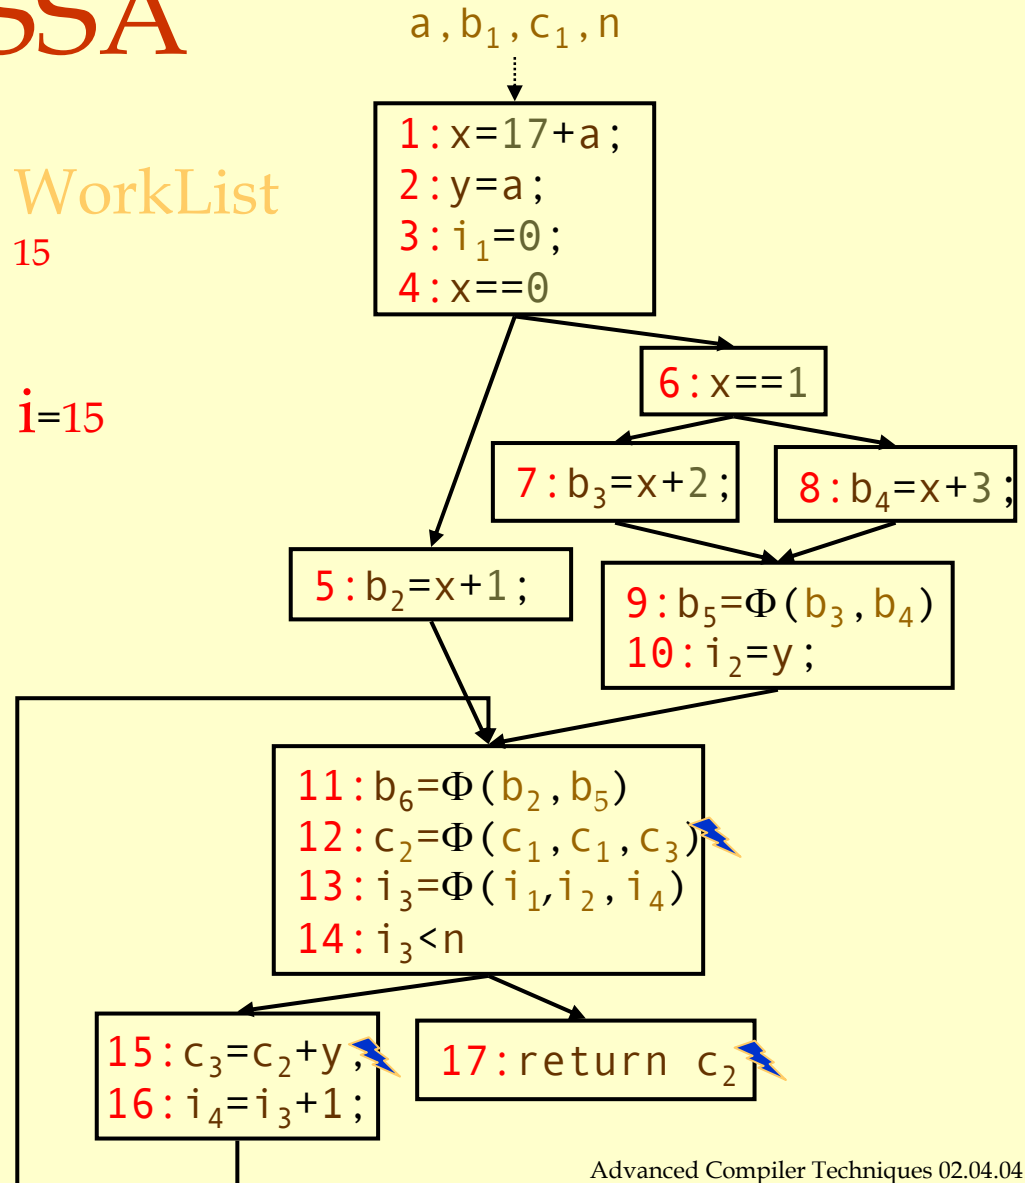 SSA
a,b₁,c₁,n
WorkList
15
i=15
1:x=17+a;
2:y=a;
3:i₁=0;
4:x==0
6:x==1
7:b₃=x+2;
8:b₄=x+3;
5:b₂=x+1;
9:b₅=Φ(b₃,b₄)
10:i₂=y;
11:b₆=Φ(b₂,b₅)
12:c₂=Φ(c₁,c₁,c₃)
13:i₃=Φ(i₁,i₂,i₄)
14:i₃<n
15:c₃=c₂+y;
16:i₄=i₃+1;
17:return c₂
Advanced Compiler Techniques 02.04.04